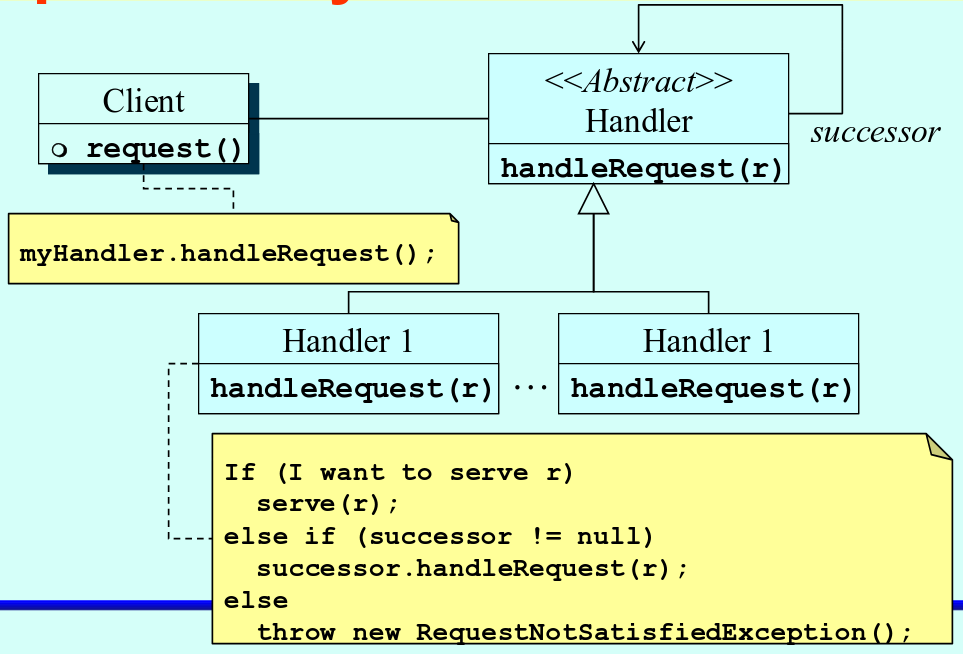 Client
request()
<<Abstract>>
Handler
handleRequest(r)
successor
myHandler.handleRequest();
Handler 1
handleRequest(r)
...
Handler 1
handleRequest(r)
If (I want to serve r)
serve(r);
else if (successor != null)
successor.handleRequest(r);
else
throw new RequestNotSatisfiedException();